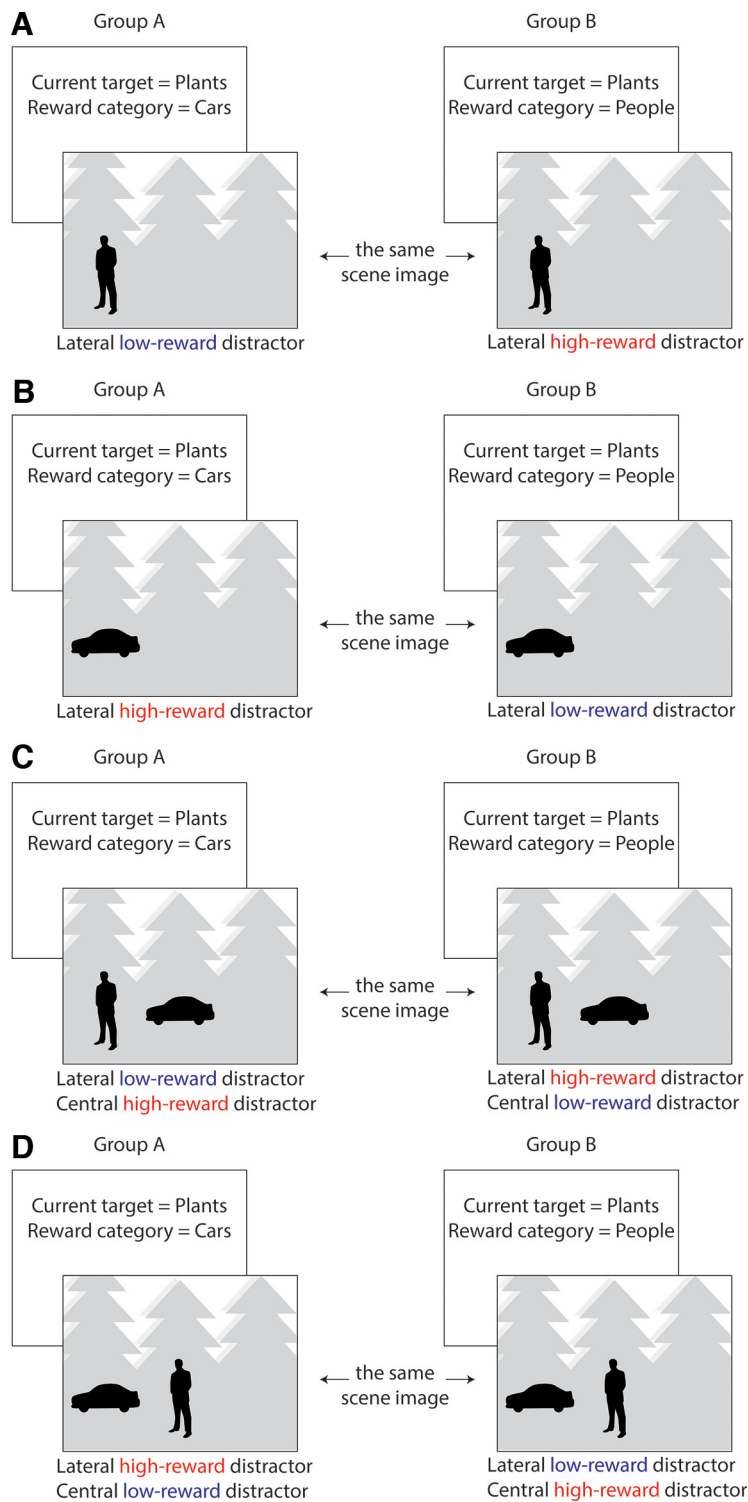 A
Group A
Group B
Current target = Plants
Reward category = Cars
Current target = Plants
Reward category = People
the same
scene image
Lateral low-reward distractor
Lateral high-reward distractor
B
Group A
Group B
Current target = Plants
Reward category = Cars
Current target = Plants
Reward category = People
the same
scene image
Lateral high-reward distractor
Lateral low-reward distractor
C
Group A
Group B
Current target = Plants
Reward category = Cars
Current target = Plants
Reward category = People
the same
scene image
Lateral low-reward distractor
Central high-reward distractor
Lateral high-reward distractor
Central low-reward distractor
D
Group A
Group B
Current target = Plants
Reward category = Cars
Current target = Plants
Reward category = People
the same
scene image
Lateral high-reward distractor
Central low-reward distractor
Lateral low-reward distractor
Central high-reward distractor